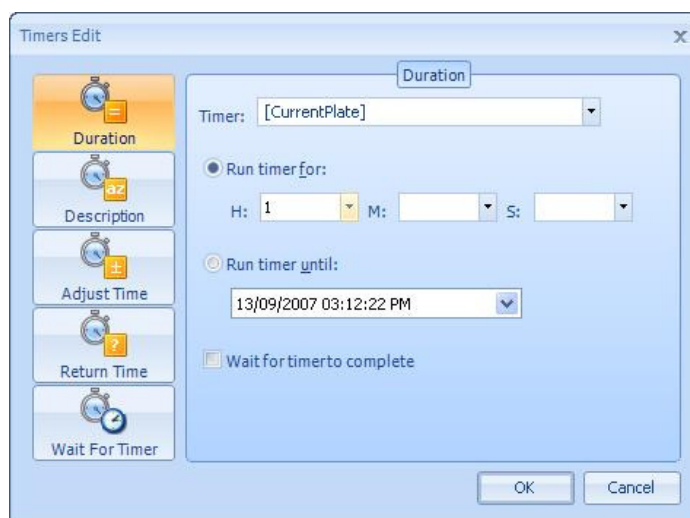 Timers Edit
x
Duration
Timer: [CurrentPlate]
Run timer for:
H: 1 M: S:
Run timer until:
13/09/2007 03:12:22 PM
Wait for timer to complete
=
Duration
az
Description
±
Adjust Time
?
Return Time
Wait For Timer
OK Cancel